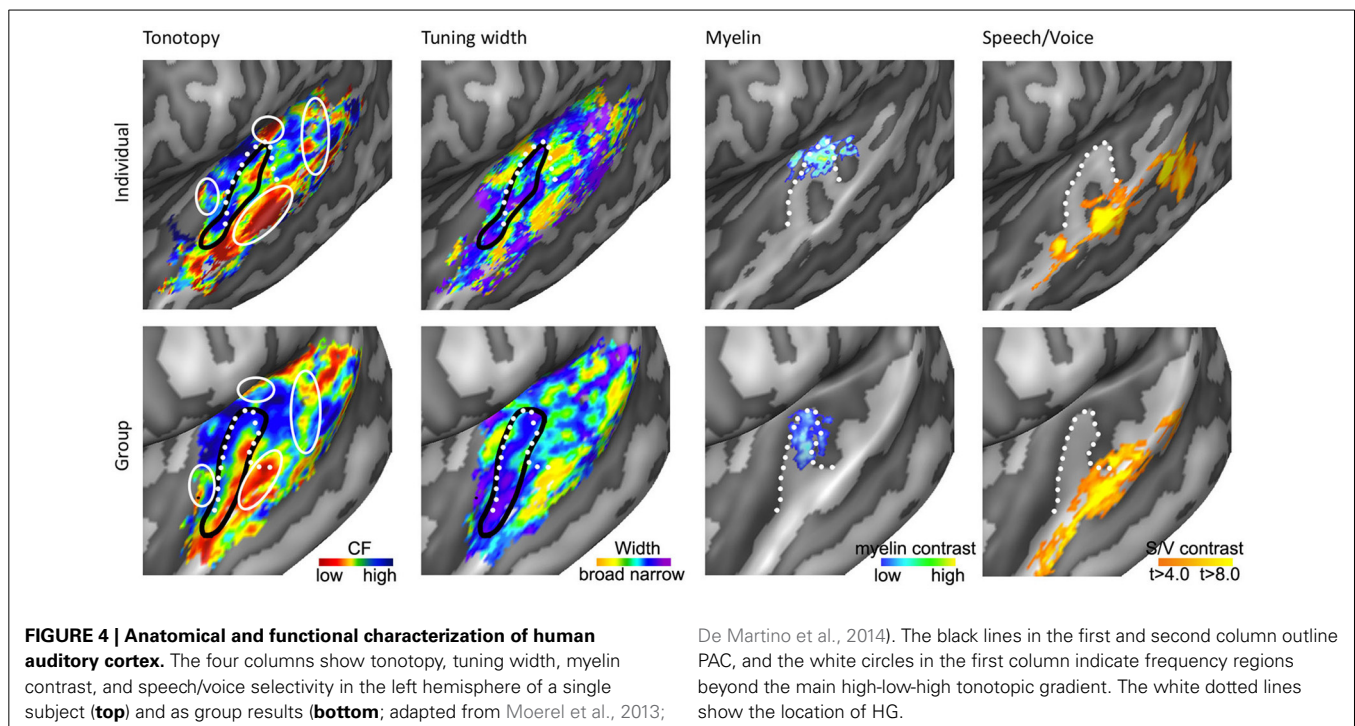 Tonotopy
Tuning width
Myelin
Speech/Voice
Individual
Group
CF
low high
Width
broad narrow
myelin contrast
low high
S/V contrast
t>4.0 t>8.0
FIGURE 4 | Anatomical and functional characterization of human
auditory cortex. The four columns show tonotopy, tuning width, myelin
contrast, and speech/voice selectivity in the left hemisphere of a single
subject (top) and as group results (bottom; adapted from Moerel et al., 2013;
De Martino et al., 2014). The black lines in the first and second column outline
PAC, and the white circles in the first column indicate frequency regions
beyond the main high-low-high tonotopic gradient. The white dotted lines
show the location of HG.